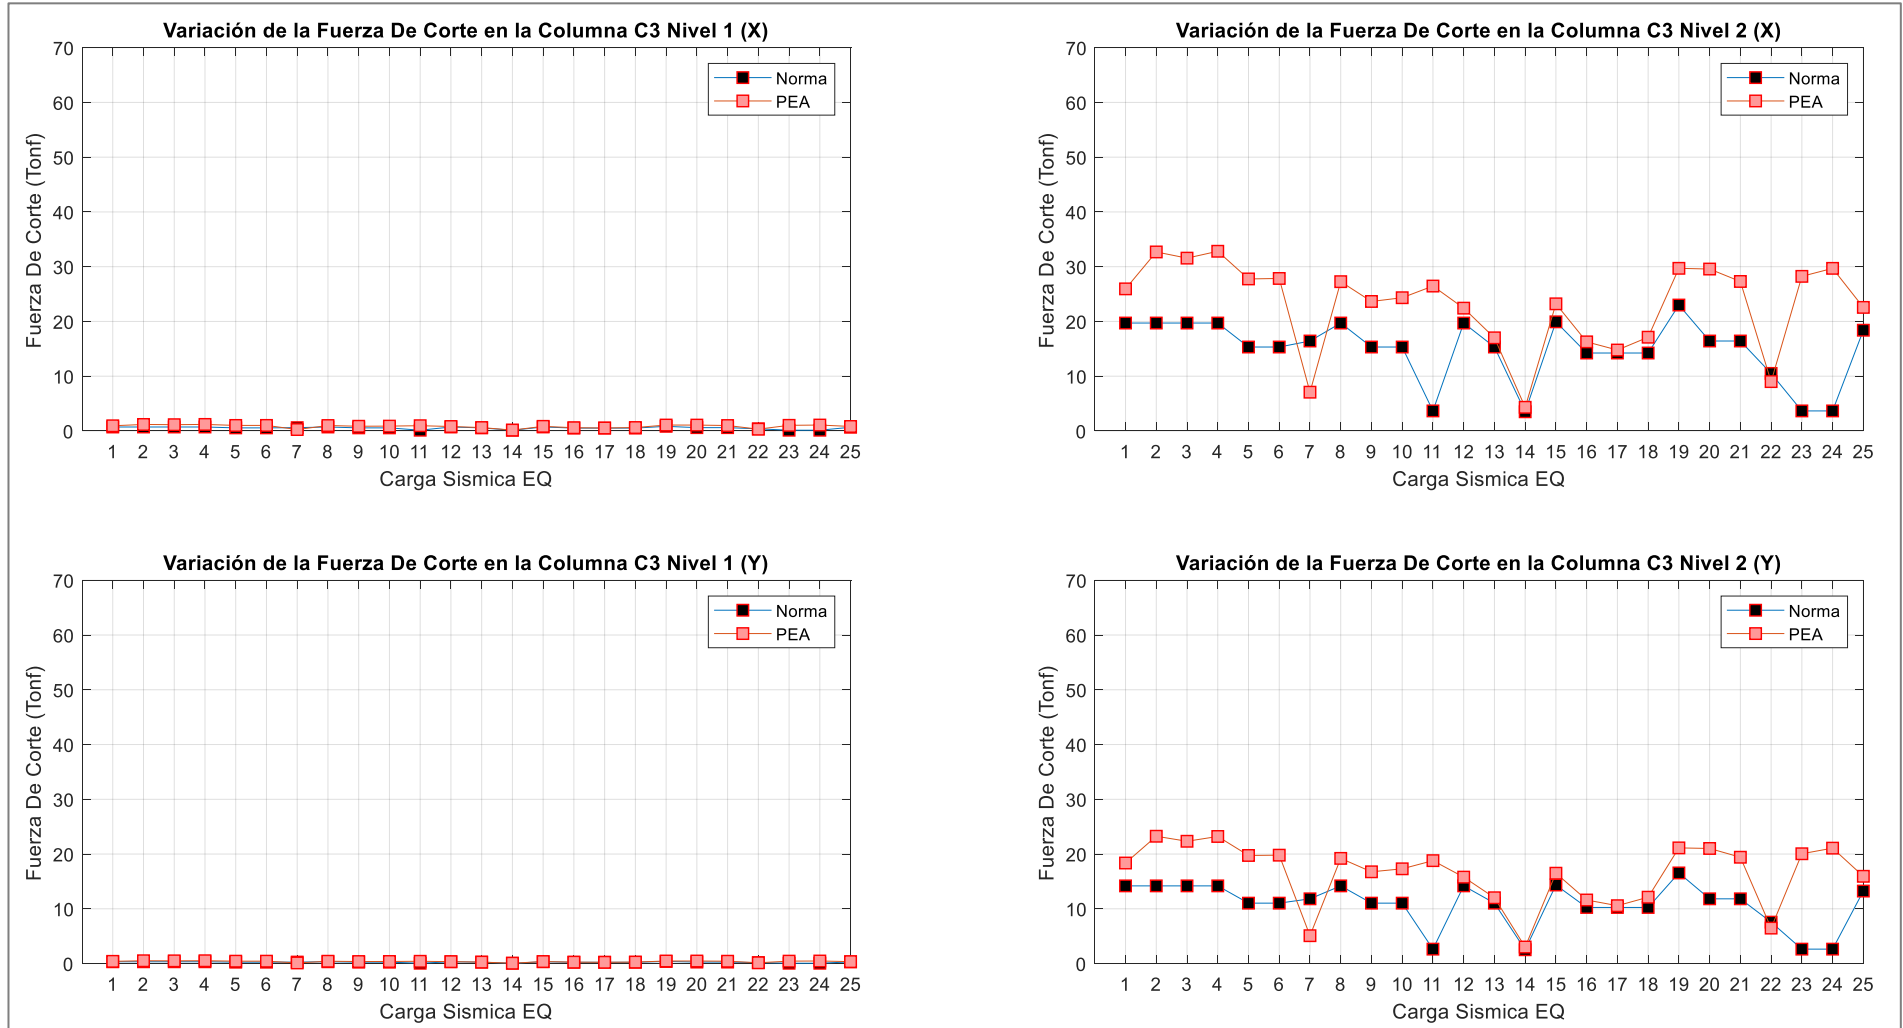 Variación de la Fuerza De Corte en la Columna C3 Nivel 1 (X)
Fuerza De Corte (Tonf)
70
60
50
40
30
20
10
0
Norma
PEA
1 2 3 4 5 6 7 8 9 10 11 12 13 14 15 16 17 18 19 20 21 22 23 24 25
Carga Sismica EQ
Variación de la Fuerza De Corte en la Columna C3 Nivel 2 (X)
Fuerza De Corte (Tonf)
70
60
50
40
30
20
10
0
Norma
PEA
1 2 3 4 5 6 7 8 9 10 11 12 13 14 15 16 17 18 19 20 21 22 23 24 25
Carga Sismica EQ
Variación de la Fuerza De Corte en la Columna C3 Nivel 1 (Y)
Fuerza De Corte (Tonf)
70
60
50
40
30
20
10
0
Norma
PEA
1 2 3 4 5 6 7 8 9 10 11 12 13 14 15 16 17 18 19 20 21 22 23 24 25
Carga Sismica EQ
Variación de la Fuerza De Corte en la Columna C3 Nivel 2 (Y)
Fuerza De Corte (Tonf)
70
60
50
40
30
20
10
0
Norma
PEA
1 2 3 4 5 6 7 8 9 10 11 12 13 14 15 16 17 18 19 20 21 22 23 24 25
Carga Sismica EQ